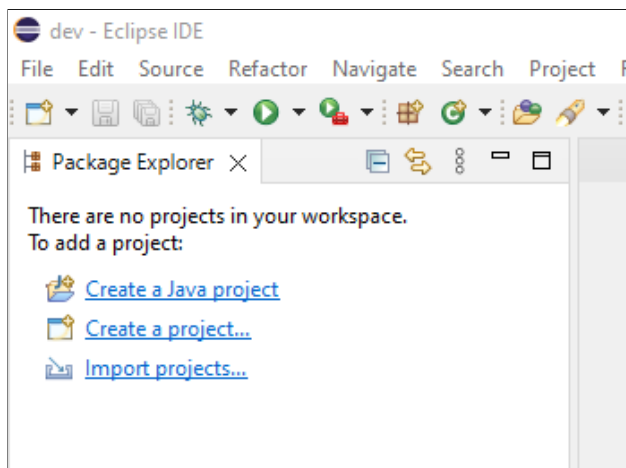 dev - Eclipse IDE
File Edit Source Refactor Navigate Search Project
Package Explorer
There are no projects in your workspace.
To add a project:
Create a Java project
Create a project...
Import projects...